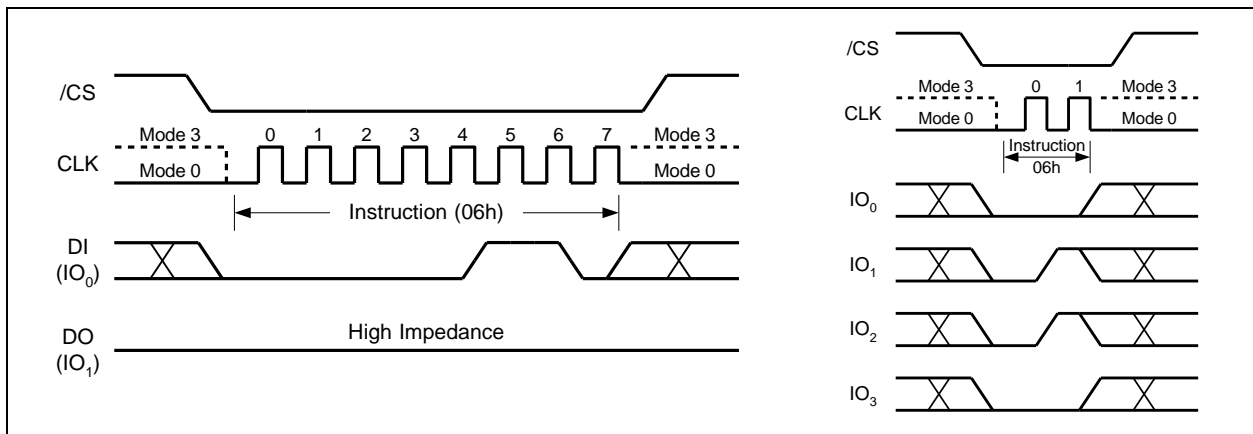 /CS
Mode 3 0 1 2 3 4 5 6 7 Mode 3
CLK
Mode 0 Mode 0
Instruction (06h)
DI
(IO0)
High Impedance
DO
(IO1)
/CS
Mode 3 0 1 Mode 3
CLK
Mode 0 Mode 0
Instruction
06h
IO0
IO1
IO2
IO3